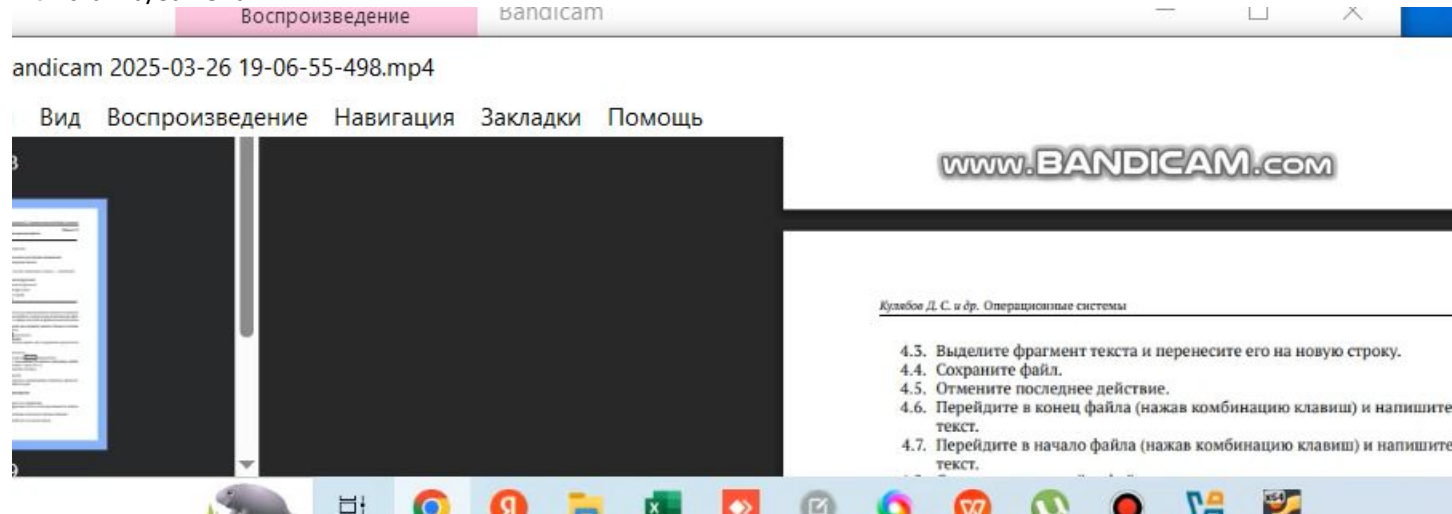 Воспроизведение Bandicam
andicam 2025-03-26 19-06-55-498.mp4
Вид Воспроизведение Навигация Закладки Помощь
www.BANDICAM.com
Кулябов Д. С. и др. Операционные системы
4.3. Выделите фрагмент текста и перенесите его на новую строку.
4.4. Сохраните файл.
4.5. Отмените последнее действие.
4.6. Перейдите в конец файла (нажав комбинацию клавиш) и напишите
текст.
4.7. Перейдите в начало файла (нажав комбинацию клавиш) и напишите
текст.
x64